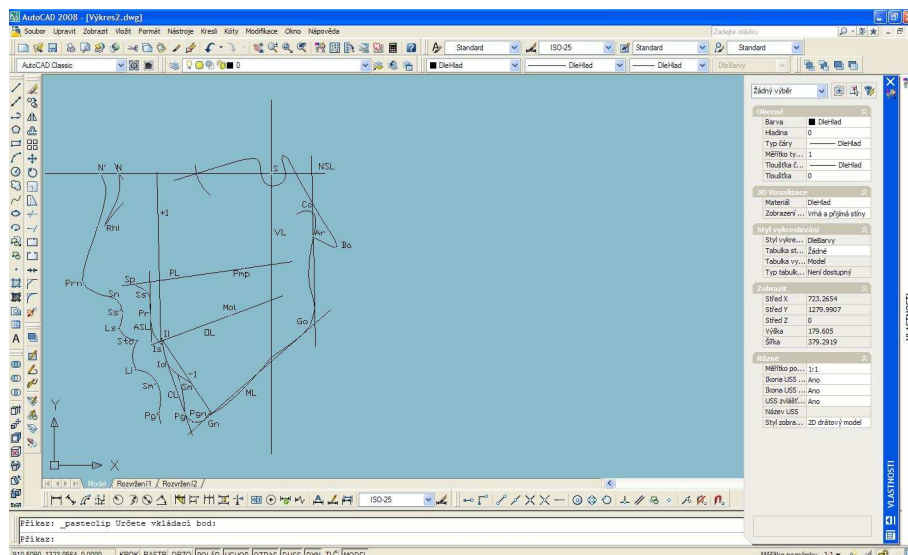 AutoCAD 2008 - [Výkres2.dwg]
Soubor Upravit Zobrazit Vložit Formát Nástroje Kresli Kóty Modifikace Okno Nápověda
Zadejte otázku
Standard ISO-25 Standard Standard
AutoCAD Classic 0 DleHlad DleHlad DleHlad DleBarvy
N' N S NSL
+1 Co
Rhl VL Ar
Ba
PL Pmp
Prn Sp
Sn Ss
Ss' Pr Mol
Go
Ls ASL Il OL
Sto Is
Li Id -1
Sm' Sm
CL ML
Pg' Pg Pgn
Gn
Y
X
Model Rozvržení1 Rozvržení2
ISO-25
Žádný výběr
Obecné
Barva DleHlad
Hladina 0
Typ čáry DleHlad
Měřítko ty... 1
Tloušťka č... DleHlad
Tloušťka 0
3D Vizualizace
Materiál DleHlad
Zobrazení ... Vrhá a přijímá stíny
Styl vykreslování
Styl vykre... DleBarvy
Tabulka st... Žádné
Tabulka vy... Model
Typ tabulk... Není dostupný
Zobrazit
Střed X 723.2654
Střed Y 1279.9907
Střed Z 0
Výška 179.605
Šířka 379.2919
Různé
Měřítko po... 1:1
Ikona USS ... Ano
Ikona USS ... Ano
USS zvlášť... Ano
Název USS
Styl zobra... 2D drátový model
VLASTNOSTI
Příkaz: _pasteclip Určete vkládací bod:
Příkaz:
KROK RASTR ORTO POLÁR UCHOP OTRAS DUSS DYN TLČ MODEL